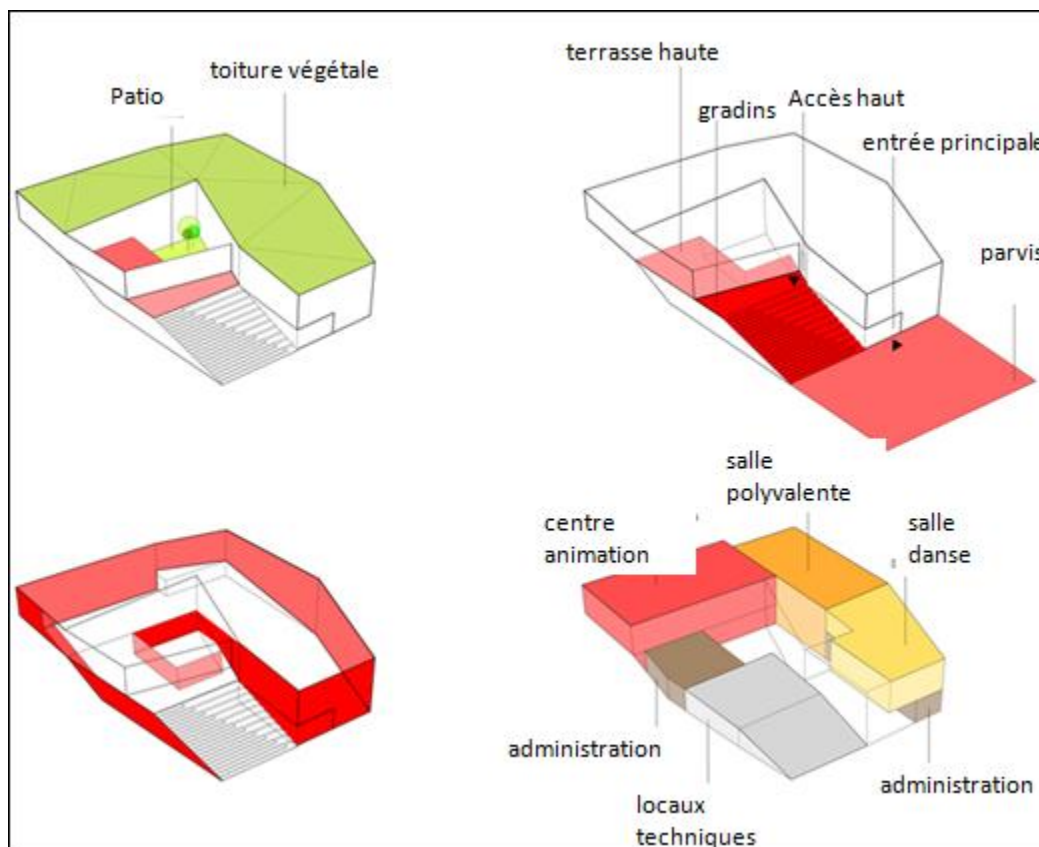 toiture végétale
Patio
terrasse haute
gradins
Accès haut
entrée principale
parvis
salle
polyvalente
centre
animation
salle
danse
administration
locaux
techniques
administration